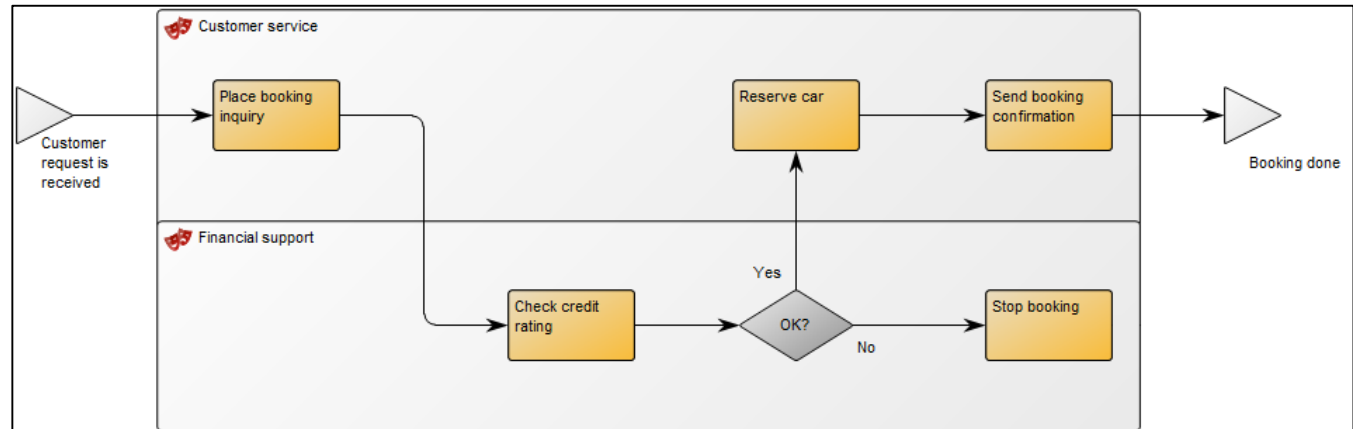 Customer service
Place booking
inquiry
Reserve car
Send booking
confirmation
Customer
request is
received
Booking done
Financial support
Yes
Check credit
rating
OK?
Stop booking
No